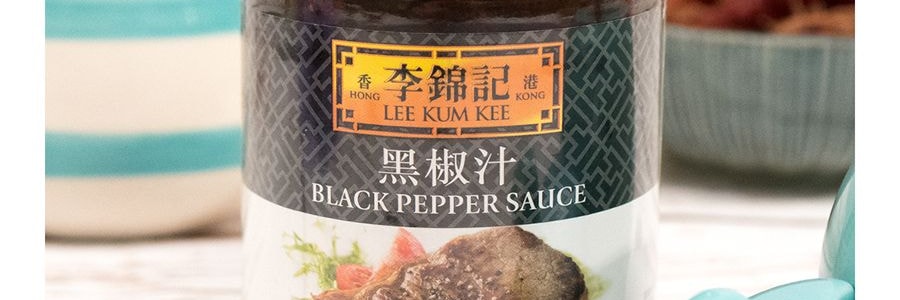 香 李錦記 港
HONG KONG
LEE KUM KEE
黑椒汁
BLACK PEPPER SAUCE